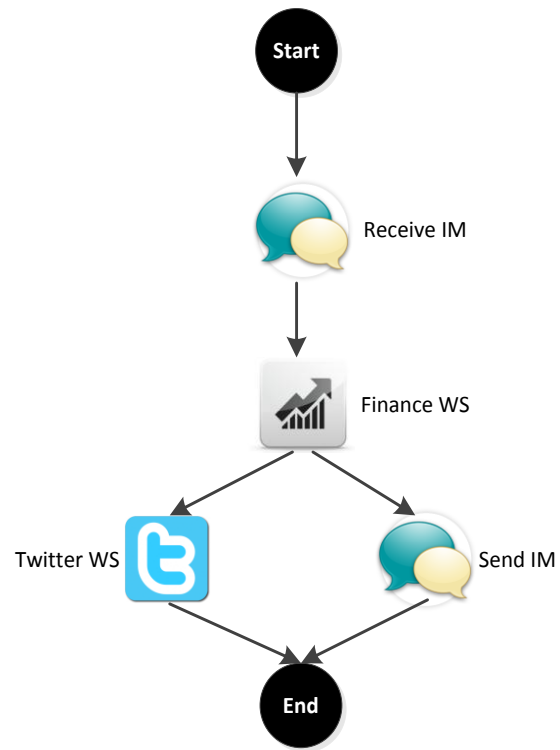 Start
Receive IM
Finance WS
Twitter WS
Send IM
End